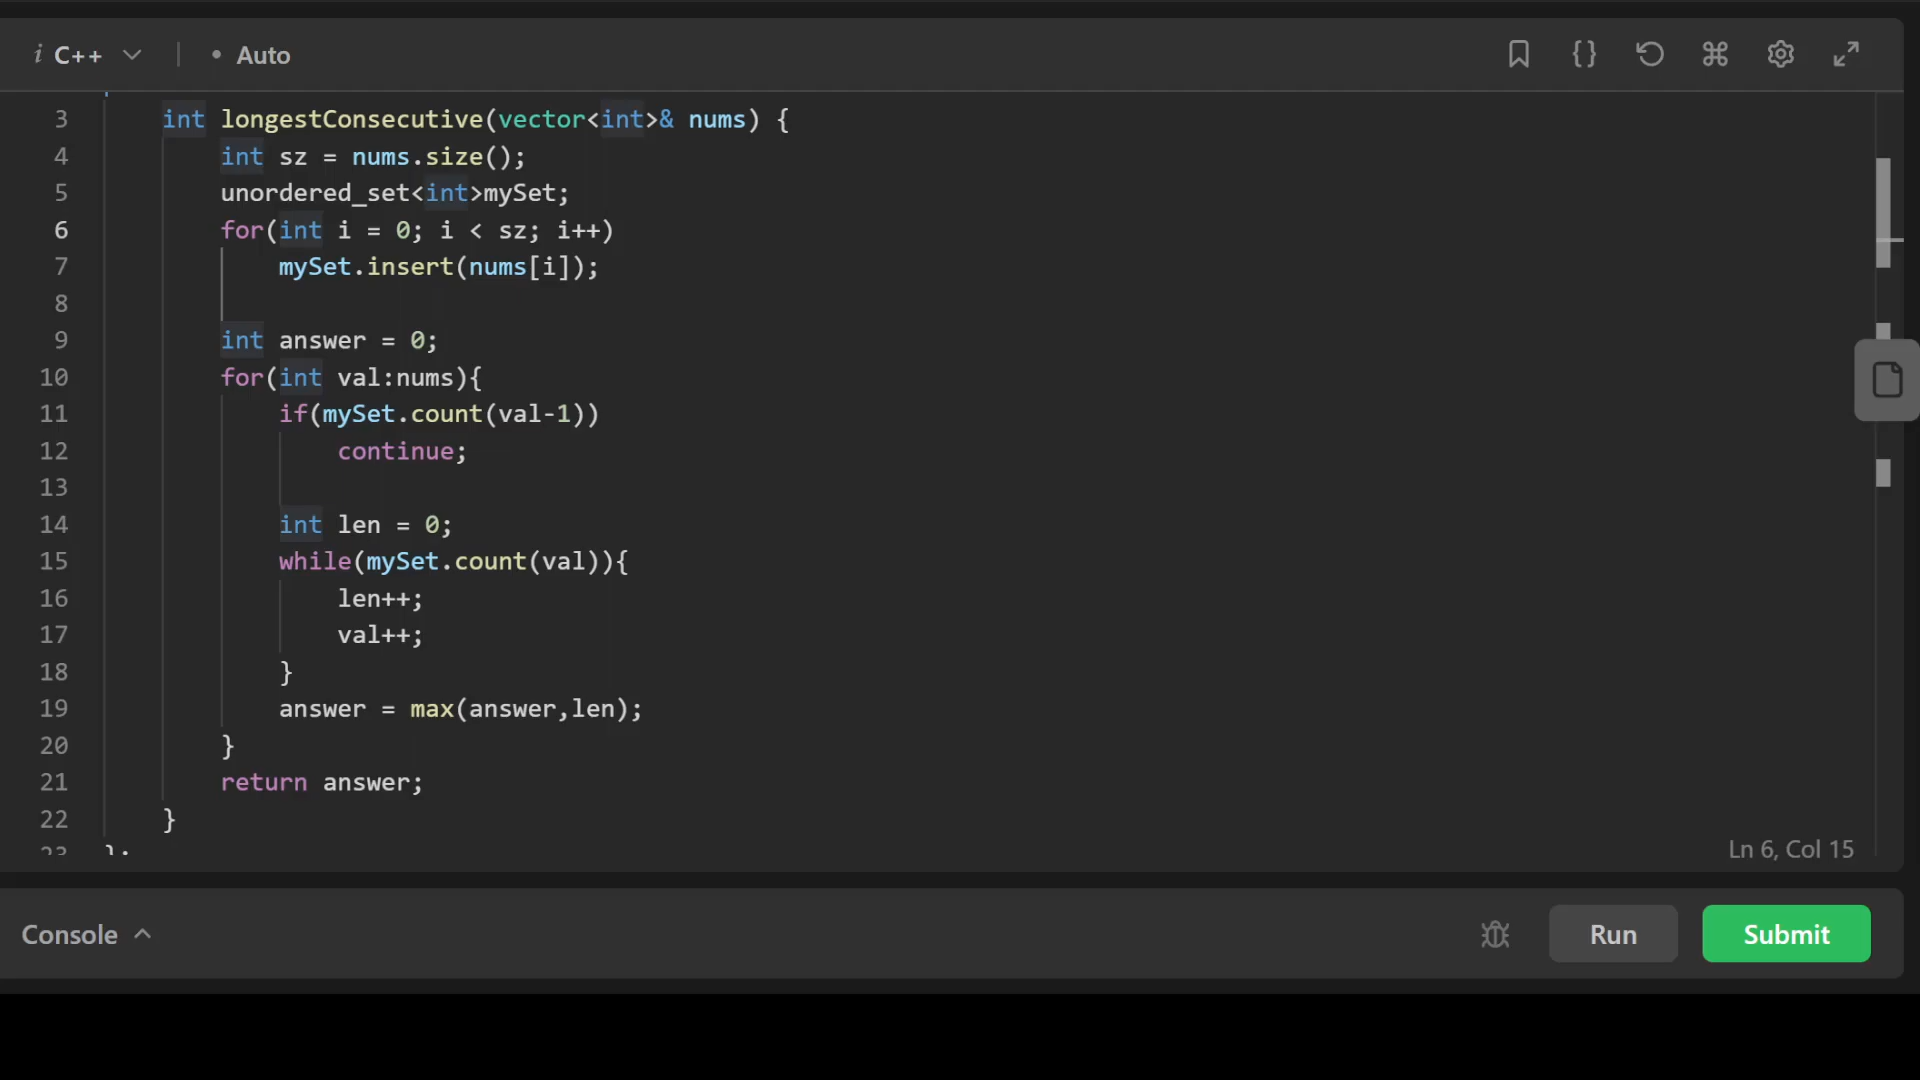 i C++ • Auto
3 int longestConsecutive(vector<int>& nums) {
4 int sz = nums.size();
5 unordered_set<int>mySet;
6 for(int i = 0; i < sz; i++)
7 mySet.insert(nums[i]);
8
9 int answer = 0;
10 for(int val:nums){
11 if(mySet.count(val-1))
12 continue;
13
14 int len = 0;
15 while(mySet.count(val)){
16 len++;
17 val++;
18 }
19 answer = max(answer,len);
20 }
21 return answer;
22 }
23 };
Ln 6, Col 15
Console
Run
Submit